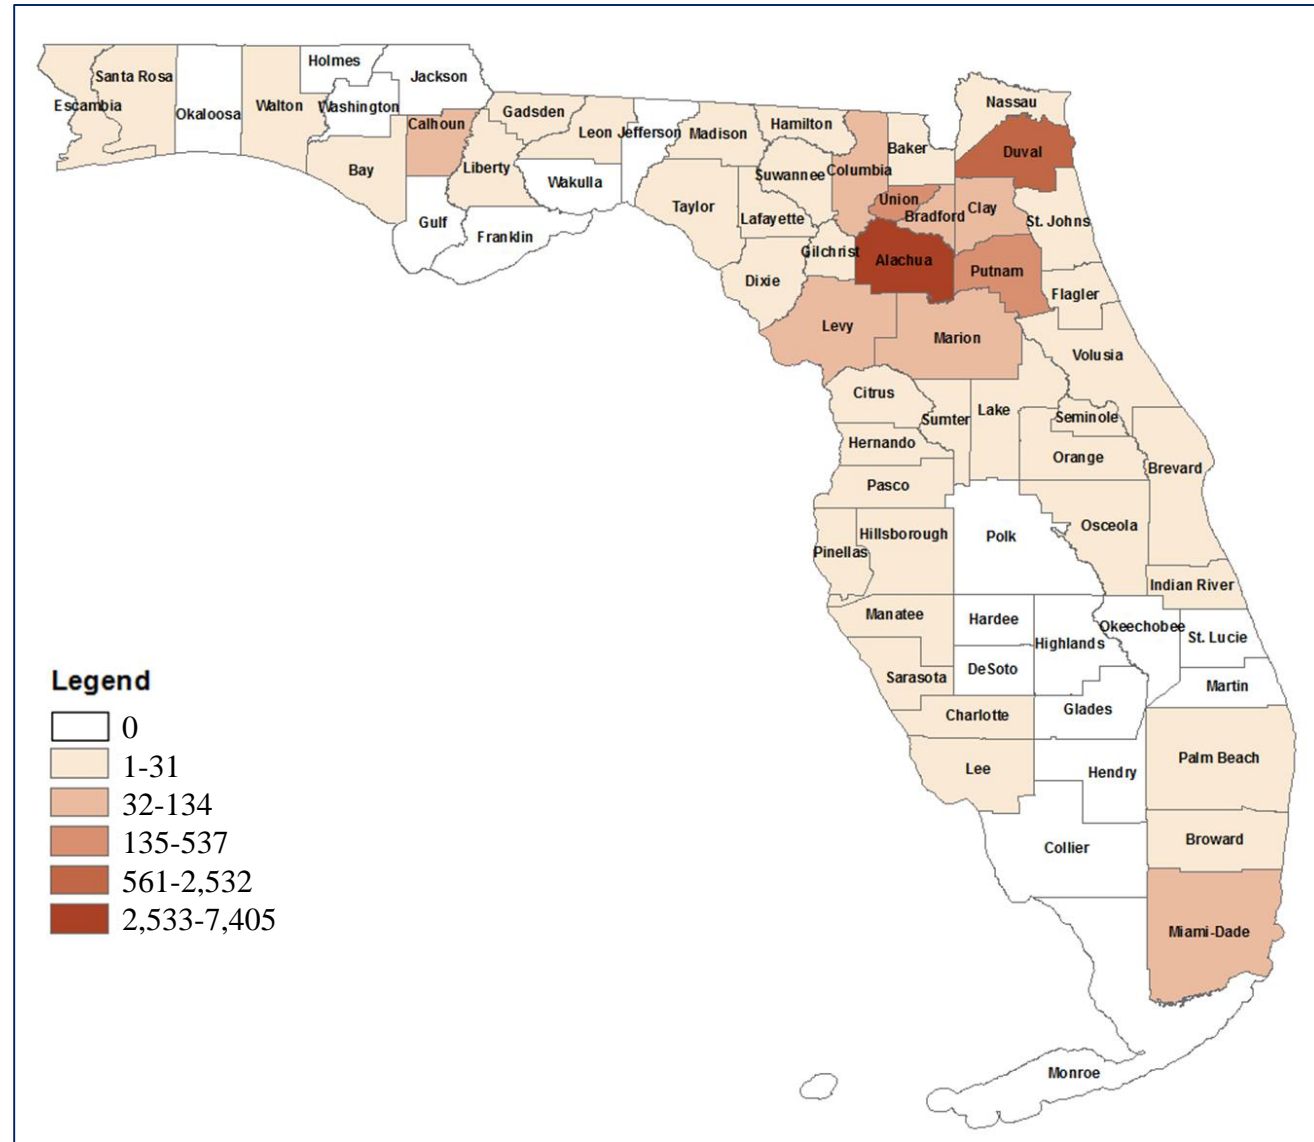 Holmes
Jackson
Santa Rosa
Escambia
Okaloosa
Walton
Washington
Calhoun
Gadsden
Leon
Jefferson
Madison
Hamilton
Nassau
Baker
Duval
Bay
Liberty
Wakulla
Suwannee
Columbia
Taylor
Lafayette
Union
Bradford
Clay
St. Johns
Gulf
Franklin
Gilchrist
Alachua
Putnam
Dixie
Flagler
Levy
Marion
Volusia
Citrus
Sumter
Lake
Seminole
Hernando
Orange
Brevard
Pasco
Osceola
Pinellas
Hillsborough
Polk
Indian River
Manatee
Hardee
Highlands
Okeechobee
St. Lucie
Sarasota
DeSoto
Martin
Charlotte
Glades
Lee
Hendry
Palm Beach
Collier
Broward
Miami-Dade
Monroe
Legend
0
1-31
32-134
135-537
561-2,532
2,533-7,405